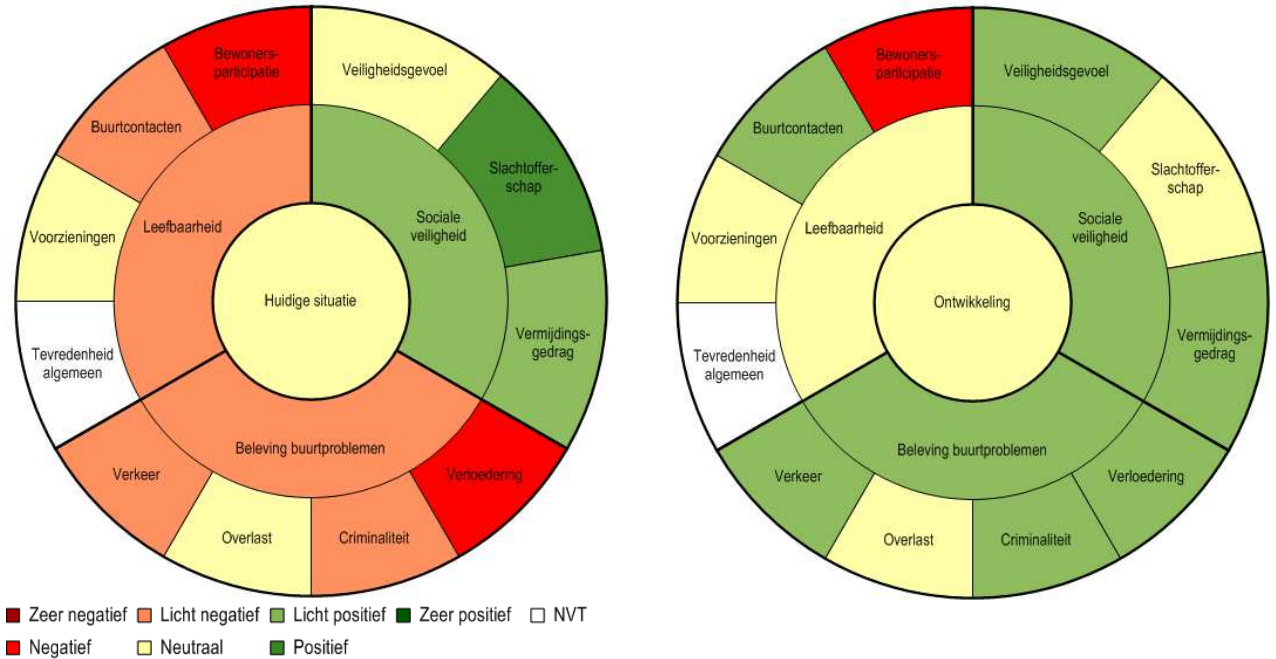 Bewoners-
participatie
Veiligheidsgevoel
Buurtcontacten
Slachtoffer-
schap
Voorzieningen
Leefbaarheid
Sociale
veiligheid
Huidige situatie
Tevredenheid
algemeen
Vermijdings-
gedrag
Beleving buurtproblemen
Verkeer
Verloedering
Overlast
Criminaliteit
Bewoners-
participatie
Veiligheidsgevoel
Buurtcontacten
Slachtoffer-
schap
Voorzieningen
Leefbaarheid
Sociale
veiligheid
Ontwikkeling
Tevredenheid
algemeen
Vermijdings-
gedrag
Beleving buurtproblemen
Verkeer
Verloedering
Overlast
Criminaliteit
Zeer negatief Licht negatief Licht positief Zeer positief NVT
Negatief Neutraal Positief